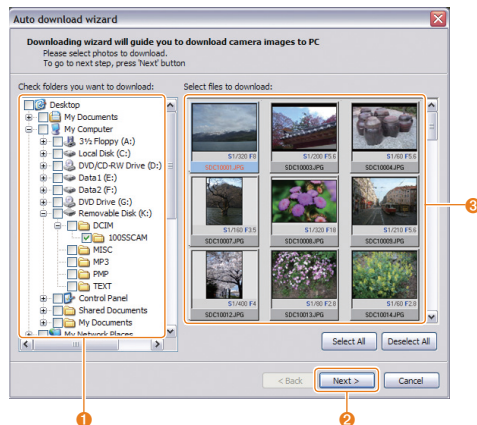 Auto download wizard
Downloading wizard will guide you to download camera images to PC
Please select photos to download.
To go to next step, press 'Next' button
Check folders you want to download:
Select files to download:
Desktop
My Documents
My Computer
3½ Floppy (A:)
Local Disk (C:)
DVD/CD-RW Drive (D:)
Data1 (E:)
Data2 (F:)
DVD Drive (G:)
Removable Disk (K:)
DCIM
100SSCAM
MISC
MP3
PMP
TEXT
Control Panel
Shared Documents
My Documents
My Network Places
S1/320 F8
S1/200 F5.6
S1/60 F5.6
SDC10001.JPG
SDC10003.JPG
SDC10004.JPG
S1/160 F3.5
S1/320 F18
S1/210 F5.6
SDC10007.JPG
SDC10008.JPG
SDC10009.JPG
S1/400 F4
S1/80 F2.8
S1/60 F2.8
SDC10012.JPG
SDC10013.JPG
SDC10014.JPG
3
Select All
Deselect All
< Back
Next >
Cancel
1
2